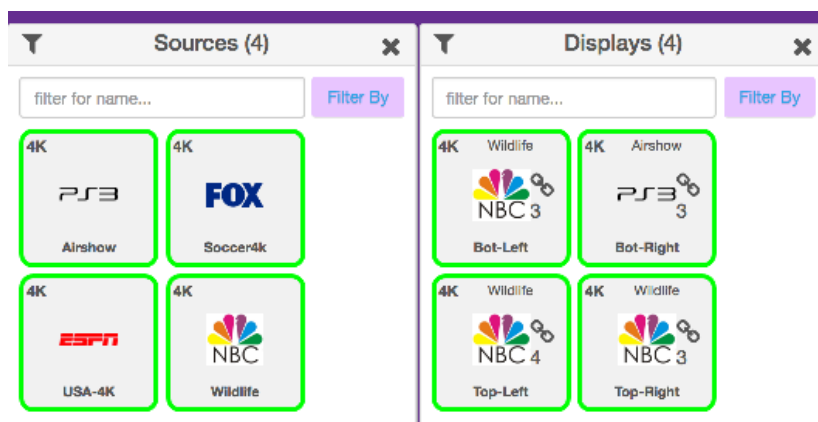 Sources (4)
filter for name...
Filter By
4K
PS3
Airshow
4K
FOX
Soccer4k
4K
ESPN
USA-4K
4K
NBC
Wildlife
Displays (4)
filter for name...
Filter By
4K Wildlife
NBC 3
Bot-Left
4K Airshow
PS3
3
Bot-Right
4K Wildlife
NBC 4
Top-Left
4K Wildlife
NBC 3
Top-Right